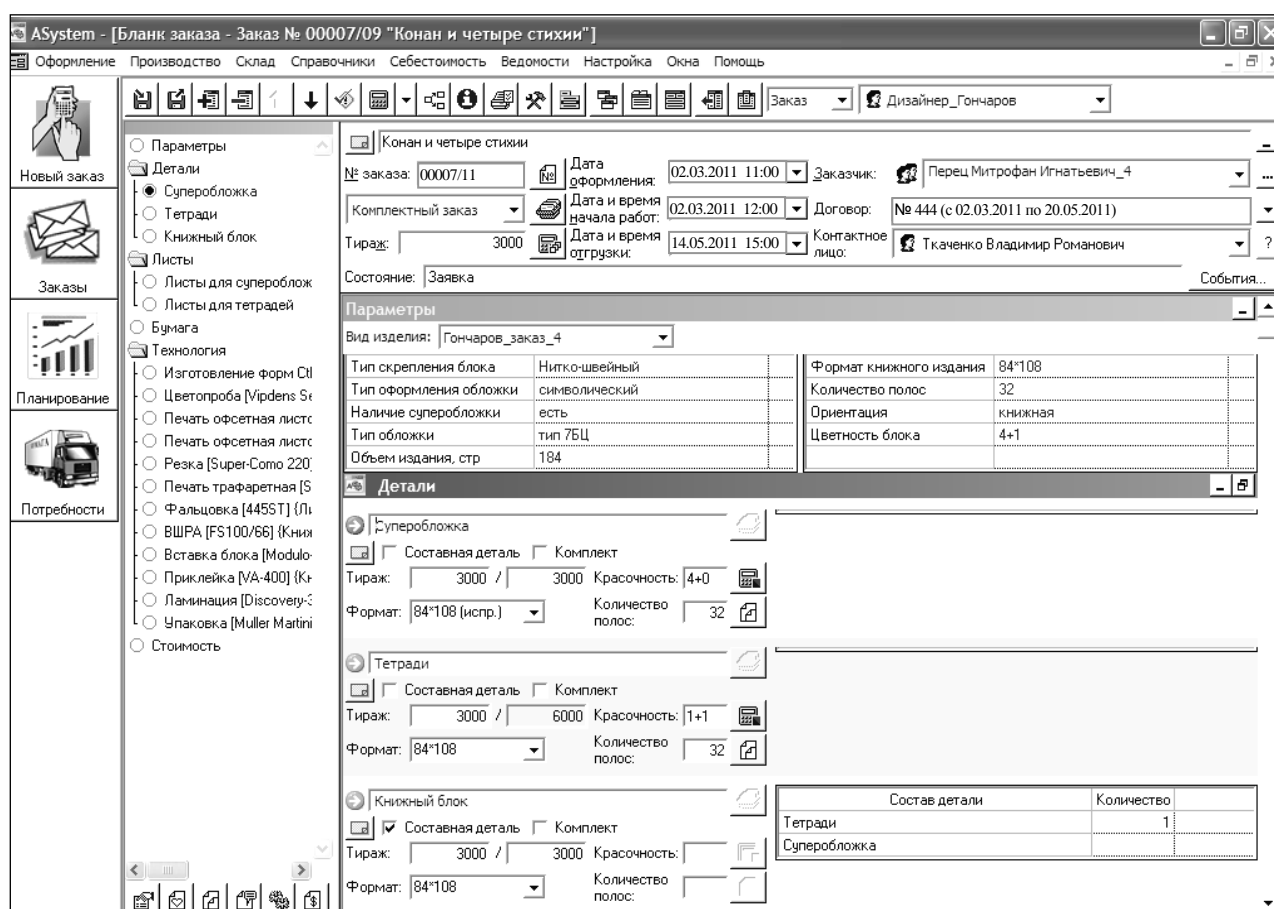 ASystem - [Бланк заказа - Заказ № 00007/09 "Конан и четыре стихии"]
Оформление Производство Склад Справочники Себестоимость Ведомости Настройка Окна Помощь
Заказ Дизайнер_Гончаров
Новый заказ
Заказы
Планирование
Потребности
Параметры
Детали
Суперобложка
Тетради
Книжный блок
Листы
Листы для супероблож
Листы для тетрадей
Бумага
Технология
Изготовление форм Ctl
Цветопроба [Vipdens Se
Печать офсетная листо
Печать офсетная листо
Резка [Super-Como 220]
Печать трафаретная [S
Фальцовка [445ST] {Ли
ВШРА [FS100/66] {Книж
Вставка блока [Modulo-
Приклейка [VA-400] {Кн
Ламинация [Discovery-3
Упаковка [Muller Martini
Стоимость
Конан и четыре стихии
№ заказа: 00007/11 Дата оформления: 02.03.2011 11:00 Заказчик: Перец Митрофан Игнатьевич_4 ...
Комплектный заказ Дата и время начала работ: 02.03.2011 12:00 Договор: № 444 (с 02.03.2011 по 20.05.2011)
Тираж: 3000 Дата и время отгрузки: 14.05.2011 15:00 Контактное лицо: Ткаченко Владимир Романович ?
Состояние: Заявка События...
Параметры
Вид изделия: Гончаров_заказ_4
Тип скрепления блока Нитко-швейный Формат книжного издания 84*108
Тип оформления обложки символический Количество полос 32
Наличие суперобложки есть Ориентация книжная
Тип обложки тип 7БЦ Цветность блока 4+1
Объем издания, стр 184
Детали
Суперобложка
Составная деталь Комплект
Тираж: 3000 / 3000 Красочность: 4+0
Формат: 84*108 (испр.) Количество полос: 32
Тетради
Составная деталь Комплект
Тираж: 3000 / 6000 Красочность: 1+1
Формат: 84*108 Количество полос: 32
Книжный блок
Составная деталь Комплект
Тираж: 3000 / 3000 Красочность:
Формат: 84*108 Количество полос:
Состав детали Количество
Тетради 1
Суперобложка